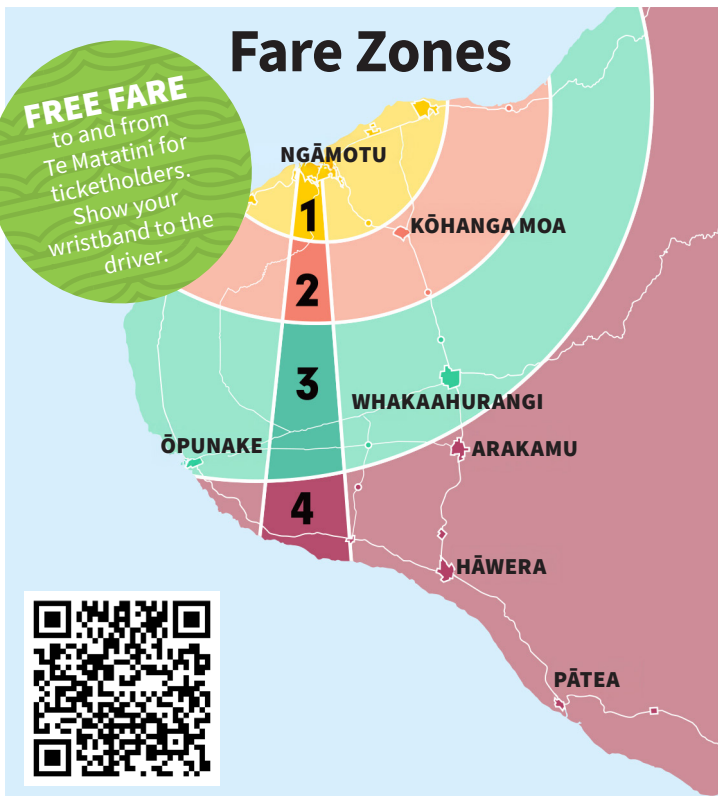 Fare Zones
FREE FARE
to and from
Te Matatini for
ticketholders.
Show your
wristband to the
driver.
NGĀMOTU
1
KŌHANGA MOA
2
3
WHAKAAHURANGI
ŌPUNAKE
ARAKAMU
4
HĀWERA
PĀTEA